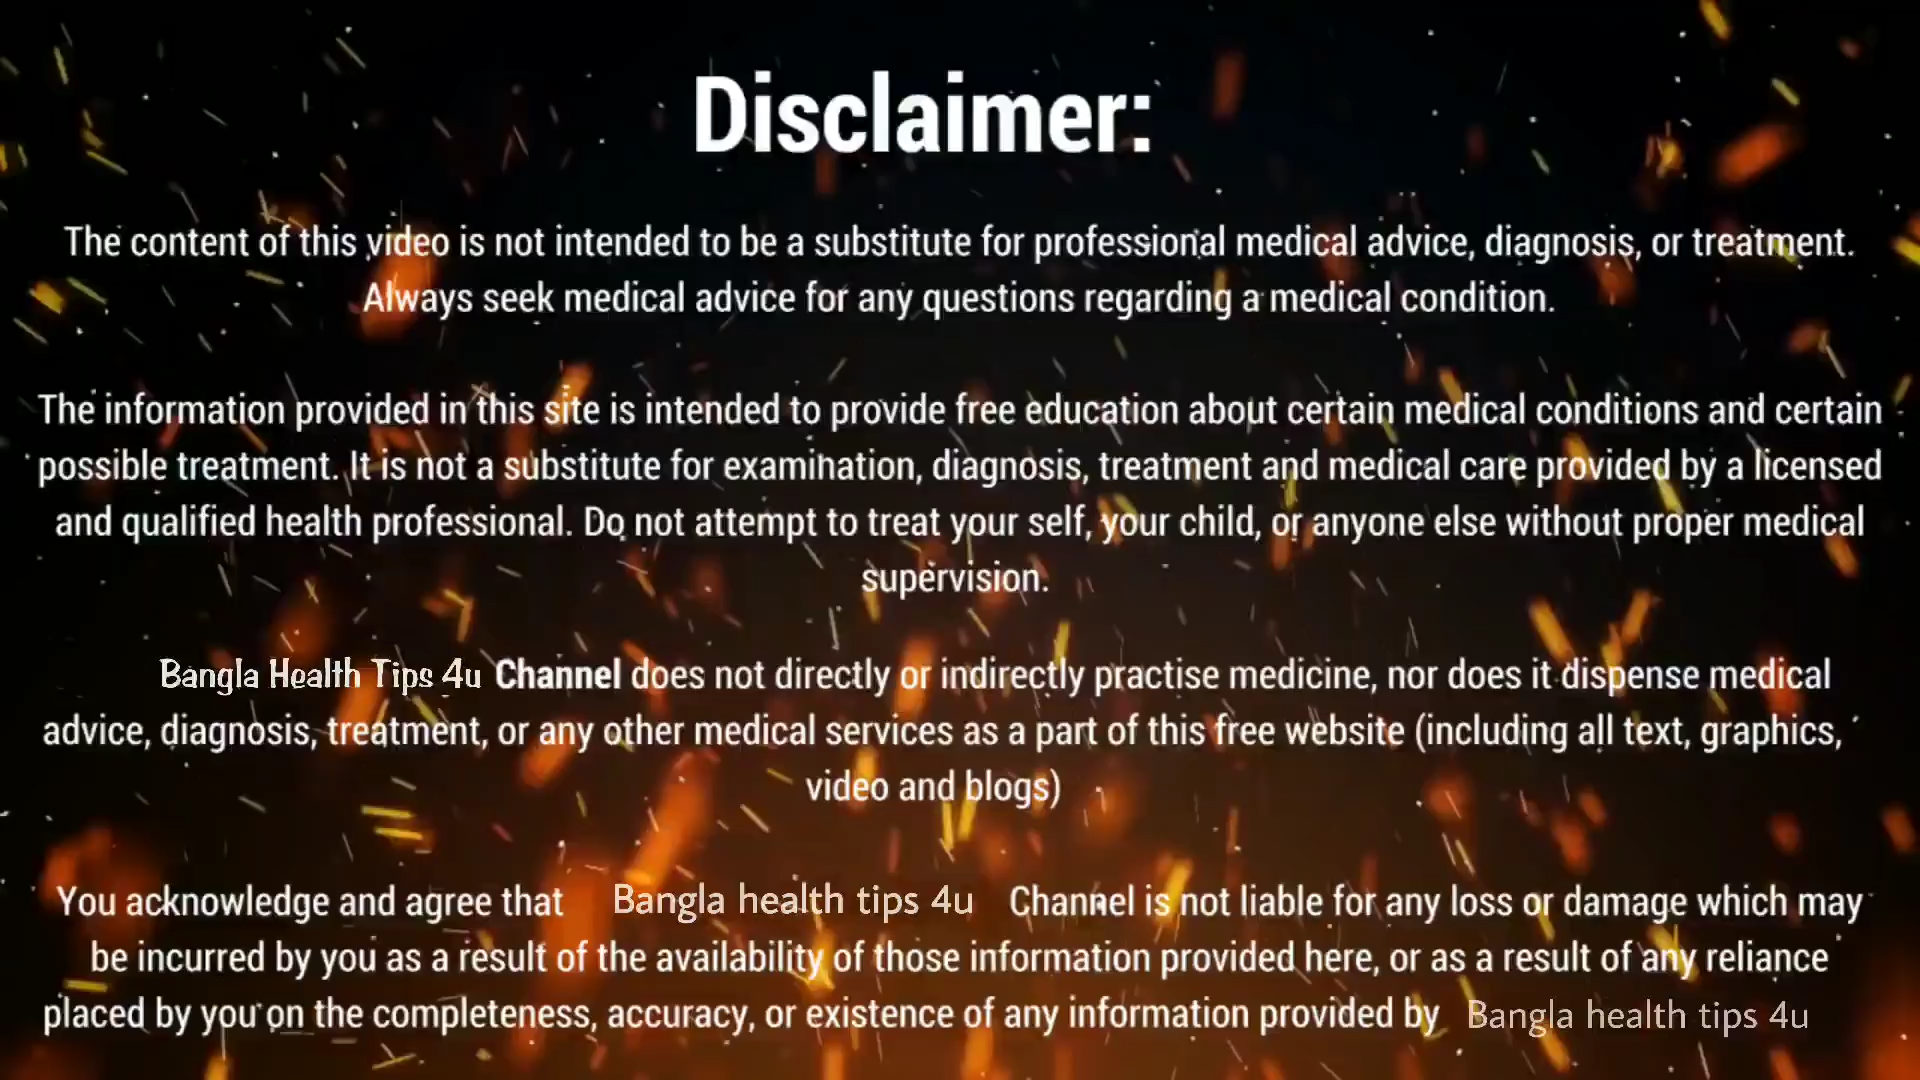 Disclaimer:
The content of this video is not intended to be a substitute for professional medical advice, diagnosis, or treatment.
Always seek medical advice for any questions regarding a medical condition.
The information provided in this site is intended to provide free education about certain medical conditions and certain
possible treatment. It is not a substitute for examination, diagnosis, treatment and medical care provided by a licensed
and qualified health professional. Do not attempt to treat your self, your child, or anyone else without proper medical
supervision.
Bangla Health Tips 4u Channel does not directly or indirectly practise medicine, nor does it dispense medical
advice, diagnosis, treatment, or any other medical services as a part of this free website (including all text, graphics,
video and blogs)
You acknowledge and agree that Bangla health tips 4u Channel is not liable for any loss or damage which may
be incurred by you as a result of the availability of those information provided here, or as a result of any reliance
placed by you on the completeness, accuracy, or existence of any information provided by Bangla health tips 4u